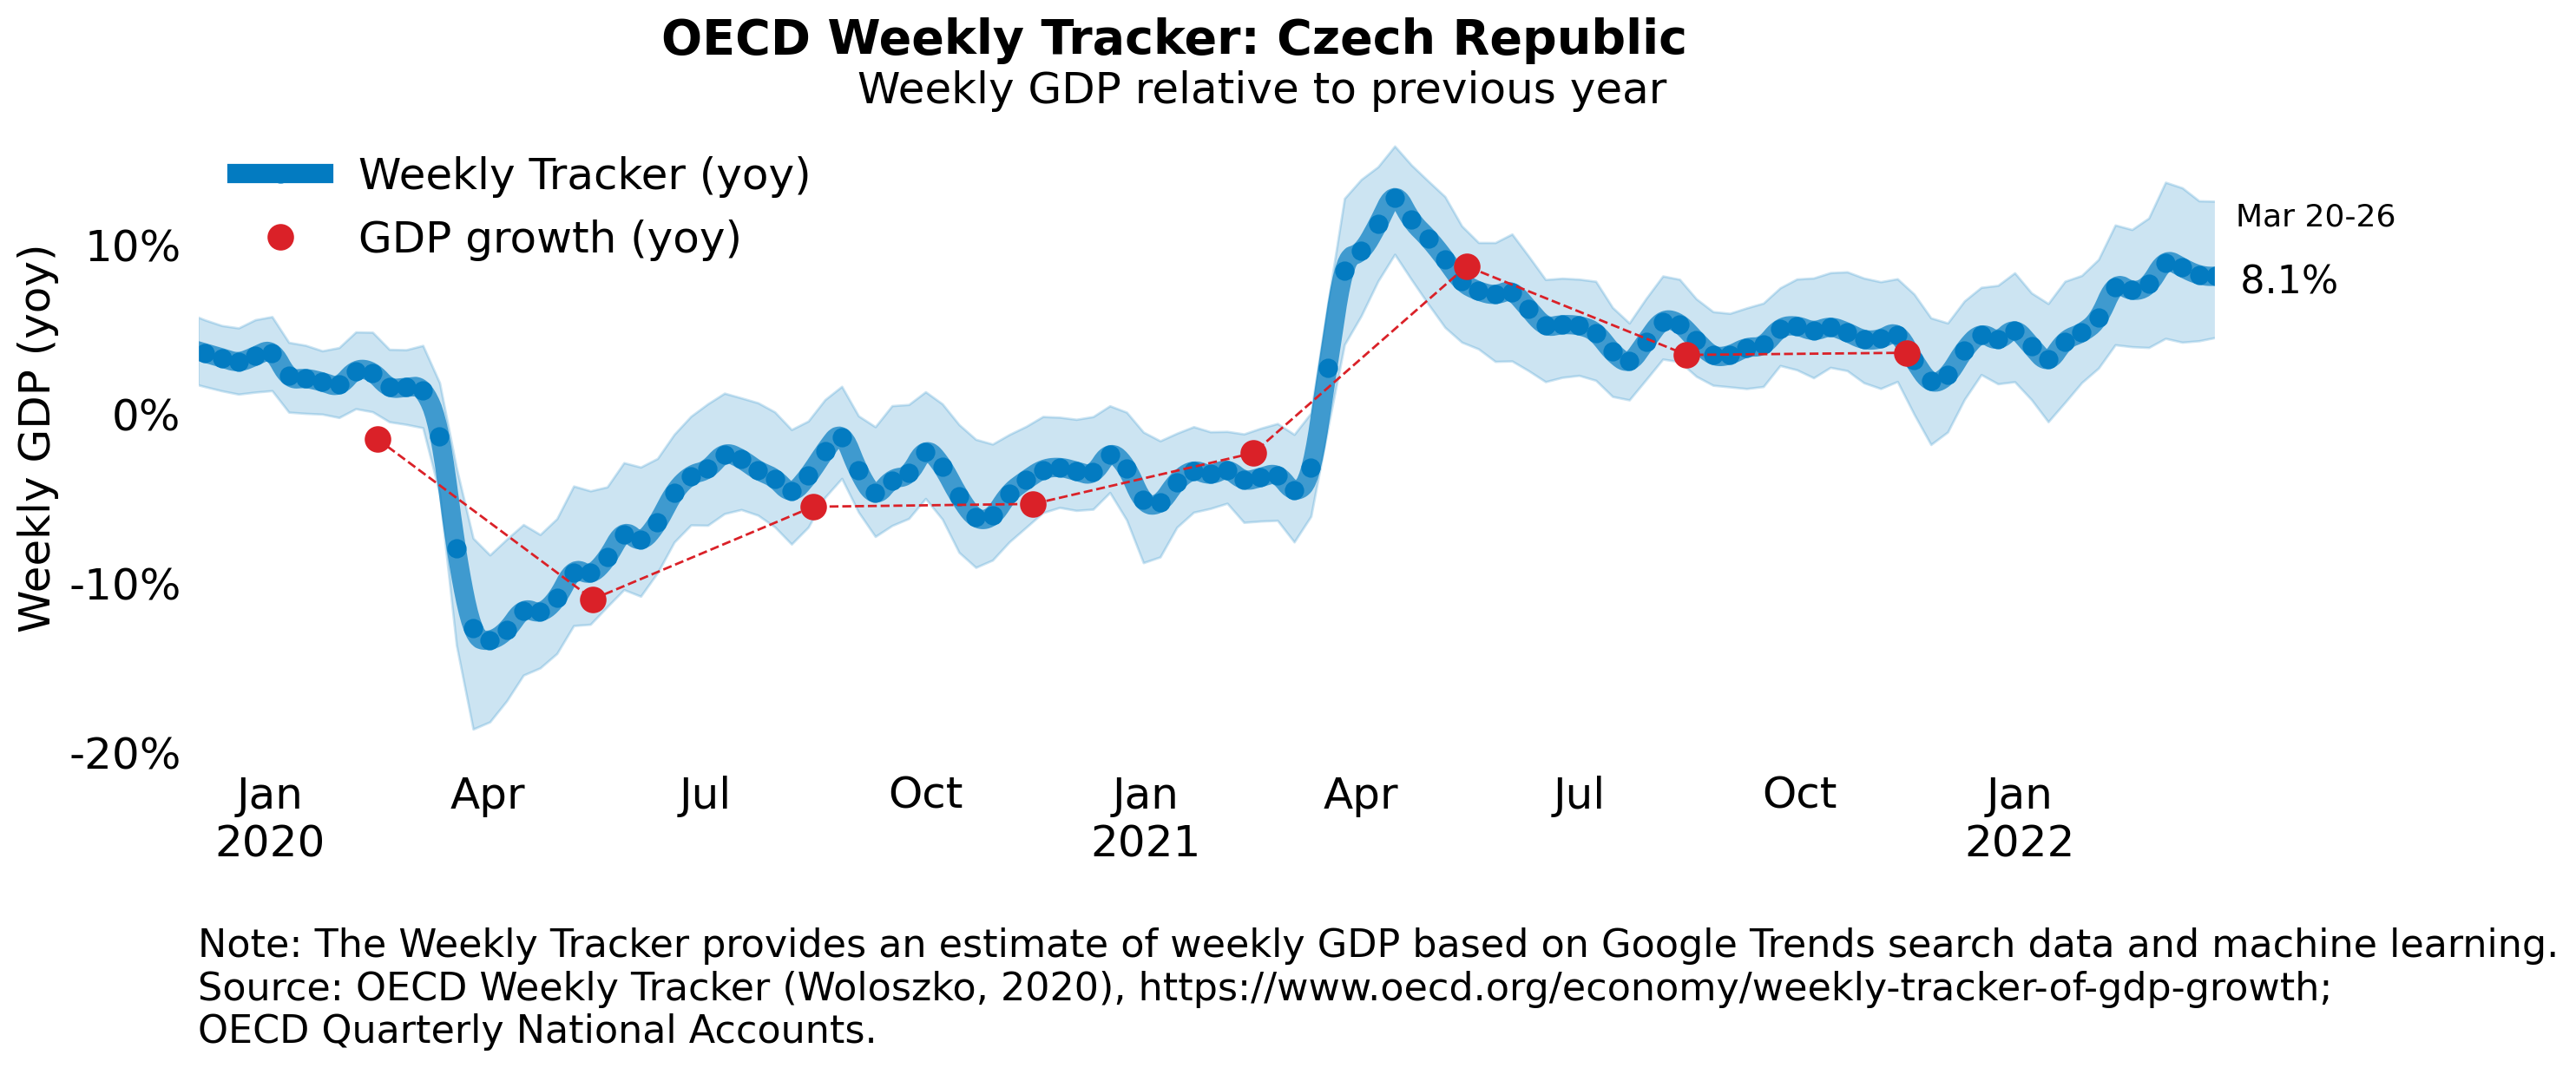 OECD Weekly Tracker: Czech Republic
Weekly GDP relative to previous year
Weekly Tracker (yoy)
GDP growth (yoy)
Weekly GDP (yoy)
10%
0%
-10%
-20%
Mar 20-26
8.1%
Jan Apr Jul Oct Jan Apr Jul Oct Jan
2020 2021 2022
Note: The Weekly Tracker provides an estimate of weekly GDP based on Google Trends search data and machine learning.
Source: OECD Weekly Tracker (Woloszko, 2020), https://www.oecd.org/economy/weekly-tracker-of-gdp-growth;
OECD Quarterly National Accounts.